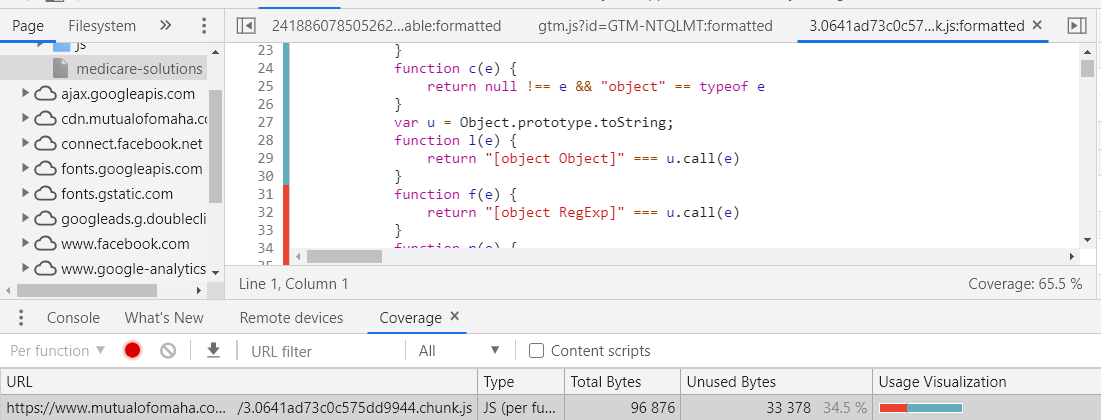 Page
241886078505262...able:formatted gtm.js?id=GTM-NTQLMT:formatted 3.0641ad73c0c57...k.js:formatted
js
medicare-solutions
ajax.googleapis.com
cdn.mutualofomaha.cc
connect.facebook.net
fonts.googleapis.com
fonts.gstatic.com
googleads.g.doublecli
www.facebook.com
www.google-analytics
23 }
24 function c(e) {
25 return null !== e && "object" == typeof e
26 }
27 var u = Object.prototype.toString;
28 function l(e) {
29 return "[object Object]" === u.call(e)
30 }
31 function f(e) {
32 return "[object RegExp]" === u.call(e)
33 }
34 function p(e) {
Line 1, Column 1 Coverage: 65.5 %
Console What's New Remote devices Coverage
Per function URL filter All Content scripts
URL Type Total Bytes Unused Bytes Usage Visualization
https://www.mutualofomaha.co... /3.0641ad73c0c575dd9944.chunk.js JS (per fu... 96 876 33 378 34.5 %